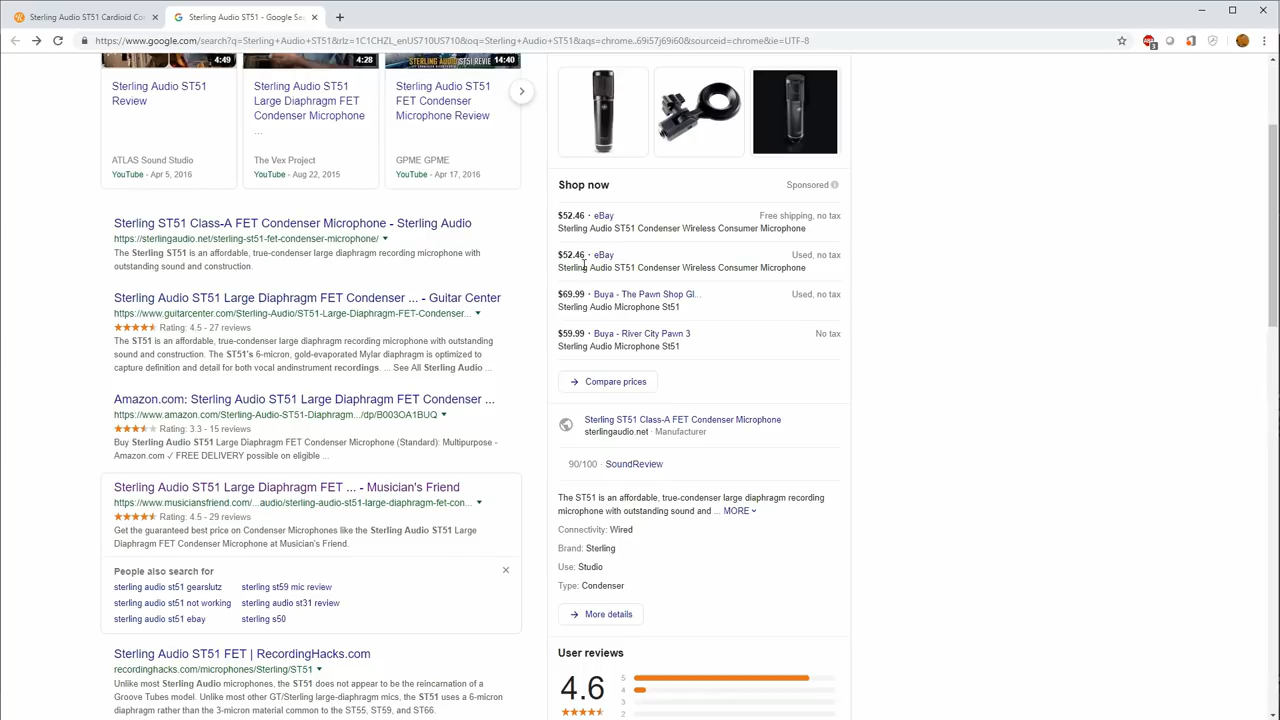 Sterling Audio ST51 Cardioid Co
Sterling Audio ST51 - Google Se
https://www.google.com/search?q=Sterling+Audio+ST51&rlz=1C1CHZL_enUS710US710&oq=Sterling+Audio+ST51&aqs=chrome..69i57j69i60&sourceid=chrome&ie=UTF-8
3
4:49
4:28
STERLING AUDIO ST51 REVIEW
14:40
Sterling Audio ST51
Review
Sterling Audio ST51
Large Diaphragm FET
Condenser Microphone
...
Sterling Audio ST51
FET Condenser
Microphone Review
ATLAS Sound Studio
YouTube - Apr 5, 2016
The Vex Project
YouTube - Aug 22, 2015
GPME GPME
YouTube - Apr 17, 2016
Sterling ST51 Class-A FET Condenser Microphone - Sterling Audio
https://sterlingaudio.net/sterling-st51-fet-condenser-microphone/
The Sterling ST51 is an affordable, true-condenser large diaphragm recording microphone with
outstanding sound and construction.
Sterling Audio ST51 Large Diaphragm FET Condenser ... - Guitar Center
https://www.guitarcenter.com/Sterling-Audio/ST51-Large-Diaphragm-FET-Condenser...
Rating: 4.5 - 27 reviews
The ST51 is an affordable, true-condenser large diaphragm recording microphone with outstanding
sound and construction. The ST51's 6-micron, gold-evaporated Mylar diaphragm is optimized to
capture definition and detail for both vocal andinstrument recordings. ... See All Sterling Audio ...
Amazon.com: Sterling Audio ST51 Large Diaphragm FET Condenser ...
https://www.amazon.com/Sterling-Audio-ST51-Diaphragm.../dp/B003OA1BUQ
Rating: 3.3 - 15 reviews
Buy Sterling Audio ST51 Large Diaphragm FET Condenser Microphone (Standard): Multipurpose -
Amazon.com ✓ FREE DELIVERY possible on eligible ...
Sterling Audio ST51 Large Diaphragm FET ... - Musician's Friend
https://www.musiciansfriend.com/...audio/sterling-audio-st51-large-diaphragm-fet-con...
Rating: 4.5 - 29 reviews
Get the guaranteed best price on Condenser Microphones like the Sterling Audio ST51 Large
Diaphragm FET Condenser Microphone at Musician's Friend.
People also search for
sterling audio st51 gearslutz
sterling st59 mic review
sterling audio st51 not working
sterling audio st31 review
sterling audio st51 ebay
sterling s50
Sterling Audio ST51 FET | RecordingHacks.com
recordinghacks.com/microphones/Sterling/ST51
Unlike most Sterling Audio microphones, the ST51 does not appear to be the reincarnation of a
Groove Tubes model. Unlike most other GT/Sterling large-diaphragm mics, the ST51 uses a 6-micron
diaphragm rather than the 3-micron material common to the ST55, ST59, and ST66.
Shop now
Sponsored
$52.46 · eBay
Free shipping, no tax
Sterling Audio ST51 Condenser Wireless Consumer Microphone
$52.46 · eBay
Used, no tax
Sterling Audio ST51 Condenser Wireless Consumer Microphone
$69.99 · Buya - The Pawn Shop Gl...
Used, no tax
Sterling Audio Microphone St51
$59.99 · Buya - River City Pawn 3
No tax
Sterling Audio Microphone St51
Compare prices
Sterling ST51 Class-A FET Condenser Microphone
sterlingaudio.net · Manufacturer
90/100 · SoundReview
The ST51 is an affordable, true-condenser large diaphragm recording
microphone with outstanding sound and ... MORE
Connectivity: Wired
Brand: Sterling
Use: Studio
Type: Condenser
More details
User reviews
4.6
5
4
3
2